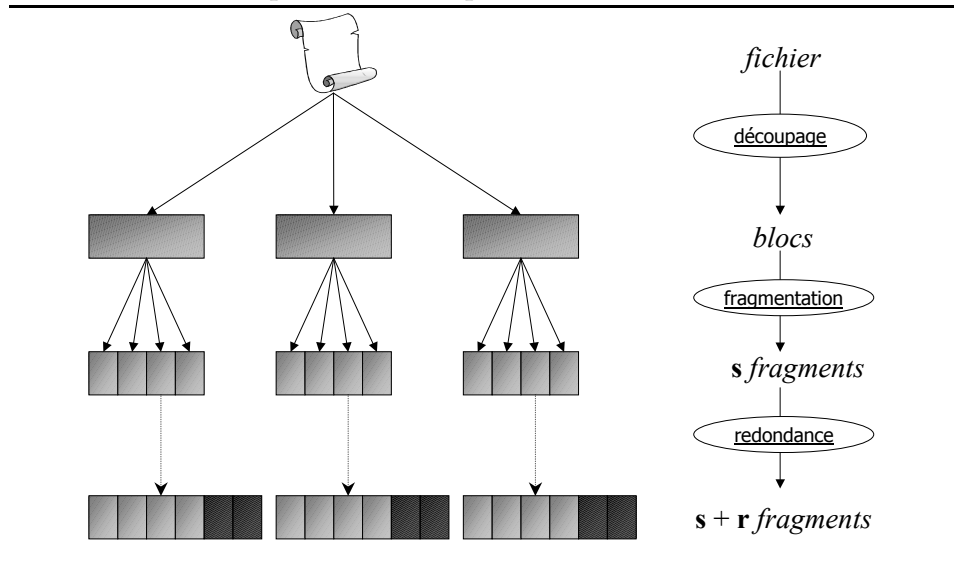 fichier
découpage
blocs
fragmentation
s fragments
redondance
s + r fragments